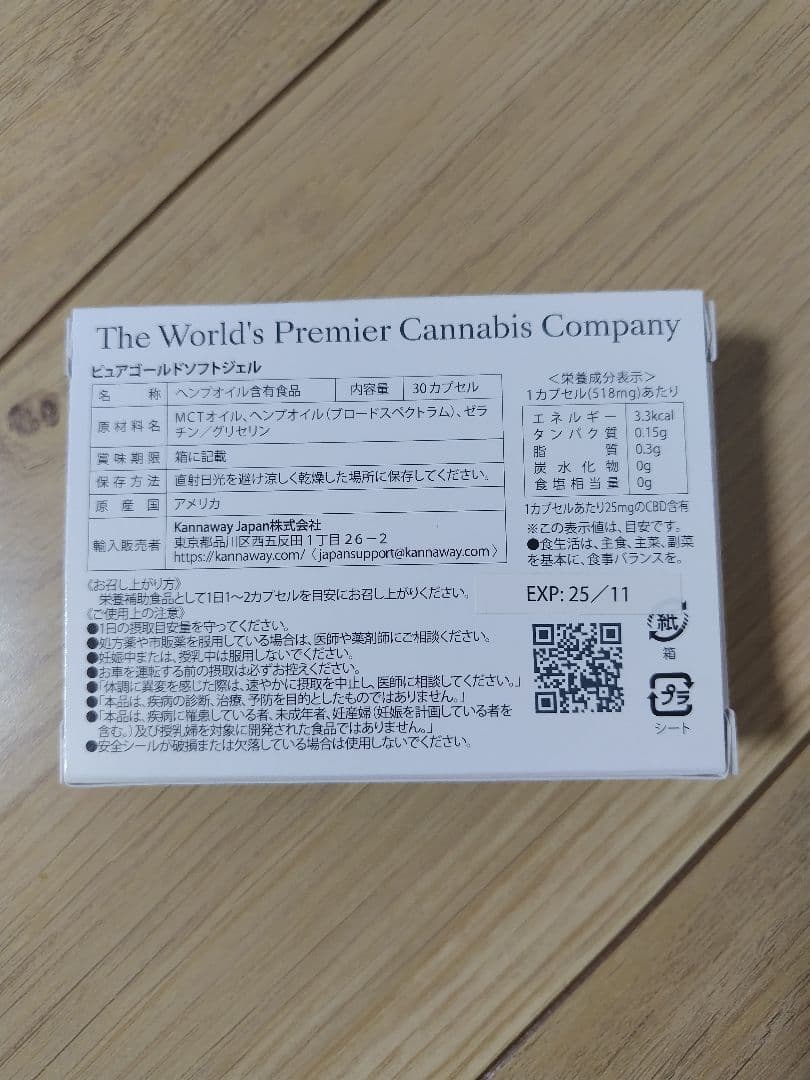 The World's Premier Cannabis Company
ピュアゴールドソフトジェル
名 称 ヘンプオイル含有食品 内容量 30カプセル
原材料名 MCTオイル、ヘンプオイル（ブロードスペクトラム）、ゼラ
チン／グリセリン
賞味期限 箱に記載
保存方法 直射日光を避け涼しく乾燥した場所に保存してください。
原産国 アメリカ
輸入販売者 Kannaway Japan株式会社
東京都品川区西五反田1丁目26－2
https://kannaway.com/〈japansupport@kannaway.com〉
＜栄養成分表示＞
1カプセル(518mg)あたり
エネルギー 3.3kcal
タンパク質 0.15g
脂質 0.3g
炭水化物 0g
食塩相当量 0g
1カプセルあたり25mgのCBD含有
※この表示値は、目安です。
●食生活は、主食、主菜、副菜
を基本に、食事バランスを。
《お召し上がり方》
栄養補助食品として1日1〜2カプセルを目安にお召し上がりください。
《ご使用上の注意》
●1日の摂取目安量を守ってください。
●処方薬や市販薬を服用している場合は、医師や薬剤師にご相談ください。
●妊娠中または、授乳中は服用しないでください。
●お車を運転する前の摂取は必ずお控えください。
●「体調に異変を感じた際は、速やかに摂取を中止し、医師に相談してください。」
●「本品は、疾病の診断、治療、予防を目的としたものではありません。」
●「本品は、疾病に罹患している者、未成年者、妊産婦（妊娠を計画している者を
含む。）及び授乳婦を対象に開発された食品ではありません。」
●安全シールが破損または欠落している場合は使用しないでください。
EXP: 25／11
紙
箱
プラ
シート